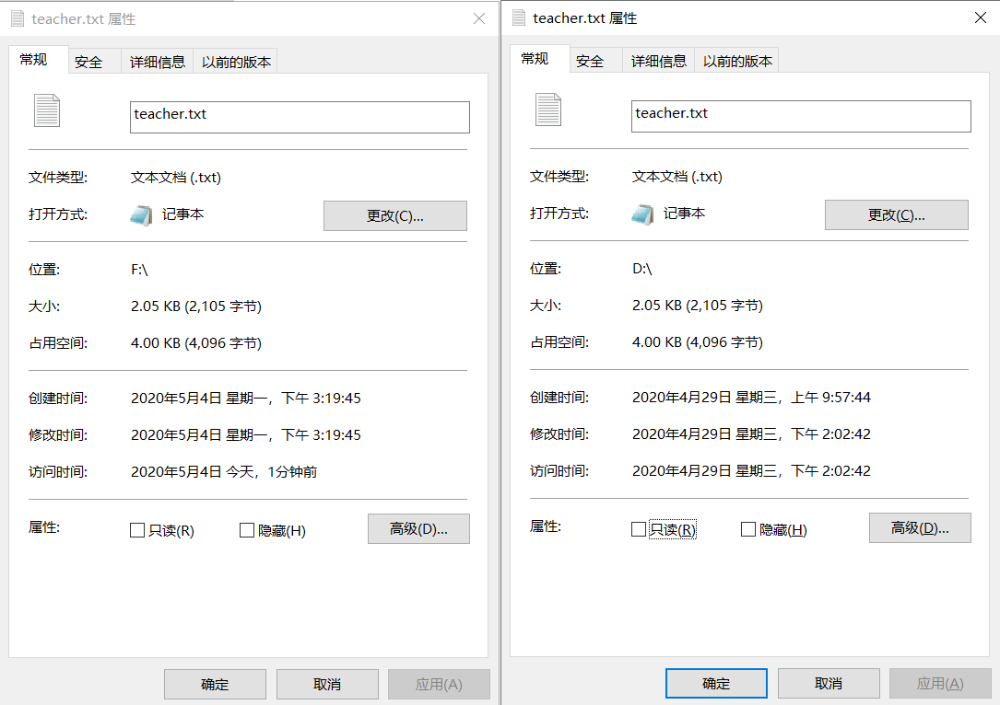 teacher.txt 属性
常规 安全 详细信息 以前的版本
teacher.txt
文件类型: 文本文档 (.txt)
打开方式: 记事本 更改(C)...
位置: F:\
大小: 2.05 KB (2,105 字节)
占用空间: 4.00 KB (4,096 字节)
创建时间: 2020年5月4日 星期一，下午 3:19:45
修改时间: 2020年5月4日 星期一，下午 3:19:45
访问时间: 2020年5月4日 今天，1分钟前
属性: 只读(R) 隐藏(H) 高级(D)...
确定 取消 应用(A)
teacher.txt 属性
常规 安全 详细信息 以前的版本
teacher.txt
文件类型: 文本文档 (.txt)
打开方式: 记事本 更改(C)...
位置: D:\
大小: 2.05 KB (2,105 字节)
占用空间: 4.00 KB (4,096 字节)
创建时间: 2020年4月29日 星期三，上午 9:57:44
修改时间: 2020年4月29日 星期三，下午 2:02:42
访问时间: 2020年4月29日 星期三，下午 2:02:42
属性: 只读(R) 隐藏(H) 高级(D)...
确定 取消 应用(A)